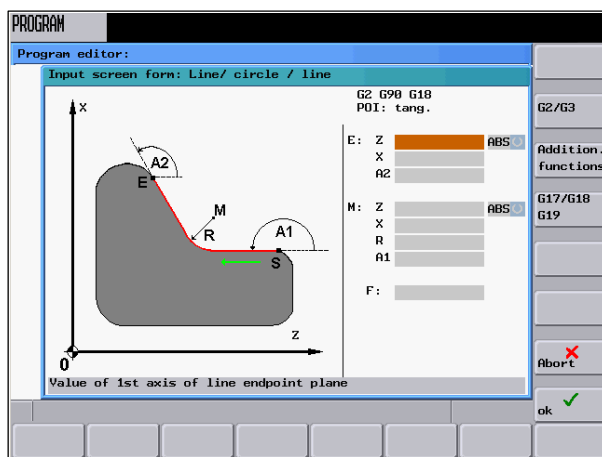 PROGRAM
Program editor:
Input screen form: Line/ circle / line
G2 G90 G18
POI: tang.
X
A2
E
M
R
A1
S
Z
0
E: Z ABS
X
A2
M: Z ABS
X
R
A1
F:
Value of 1st axis of line endpoint plane
G2/G3
Addition.
functions
G17/G18
G19
Abort
ok